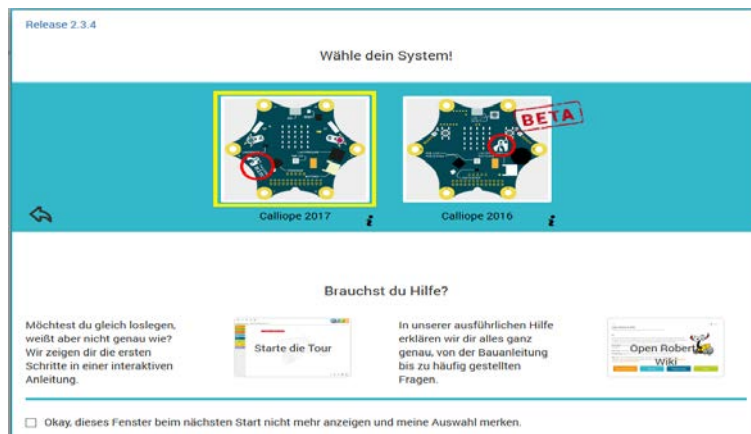 Release 2.3.4
Wähle dein System!
BETA
Calliope 2017
i
Calliope 2016
i
Brauchst du Hilfe?
Möchtest du gleich loslegen,
weißt aber nicht genau wie?
Wir zeigen dir die ersten
Schritte in einer interaktiven
Anleitung.
Starte die Tour
In unserer ausführlichen Hilfe
erklären wir dir alles ganz
genau, von der Bauanleitung
bis zu häufig gestellten
Fragen.
Open Roberta
Wiki
Okay, dieses Fenster beim nächsten Start nicht mehr anzeigen und meine Auswahl merken.